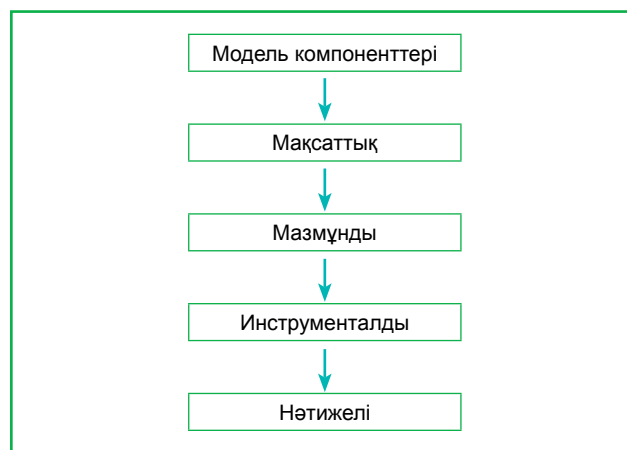 Модель компоненттері
Мақсаттық
Мазмұнды
Инструменталды
Нәтижелі